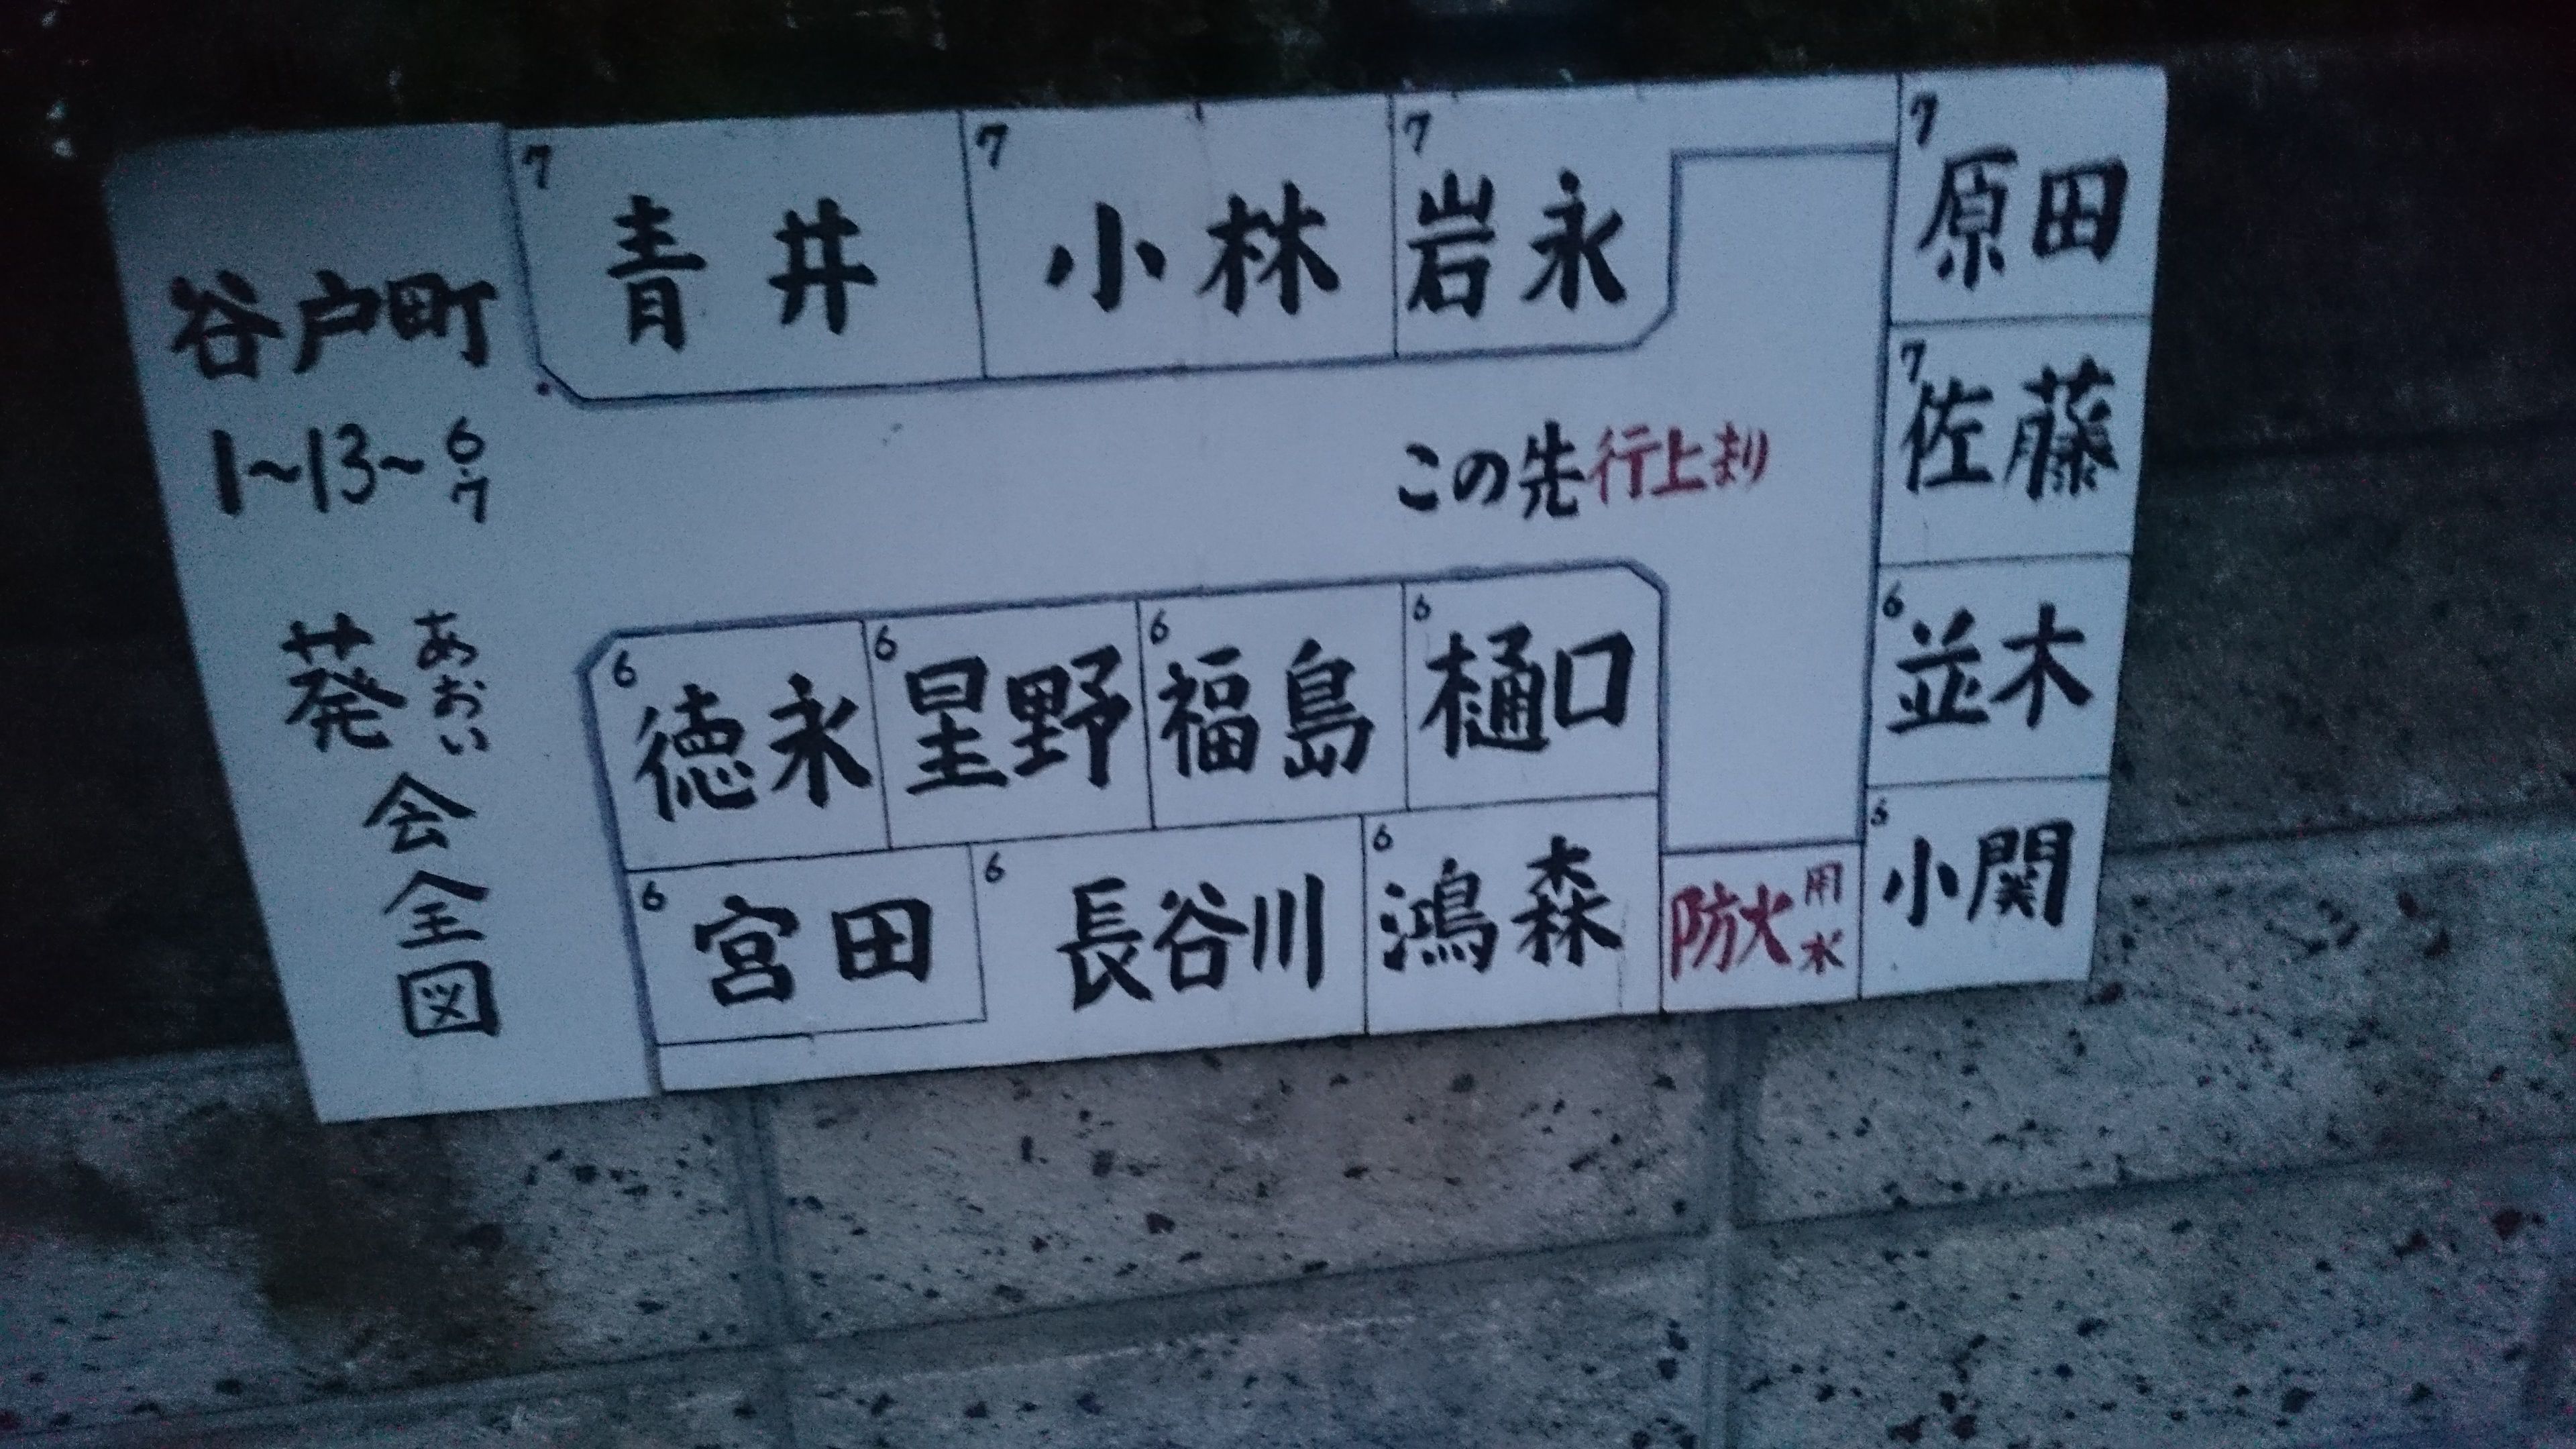 谷戸町
1〜13〜6・7
葵
あおい
会全図
7
青井
7
小林
7
岩永
7
原田
7
佐藤
この先行止まり
6
並木
6
徳永
6
星野
6
福島
6
樋口
小関
6
宮田
6
長谷川
6
鴻森
防火用水